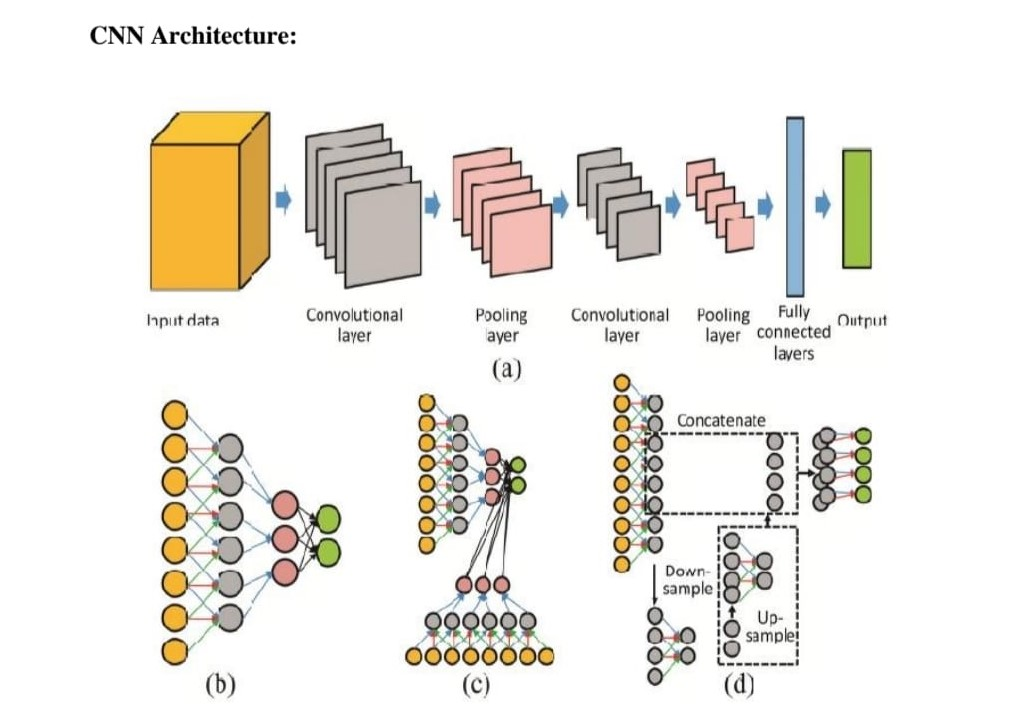 CNN Architecture:
Input data
Convolutional
layer
Pooling
layer
Convolutional
layer
Pooling
layer
Fully
connected
layers
Output
(a)
Concatenate
Down-
sample
Up-
sample
(b)
(c)
(d)